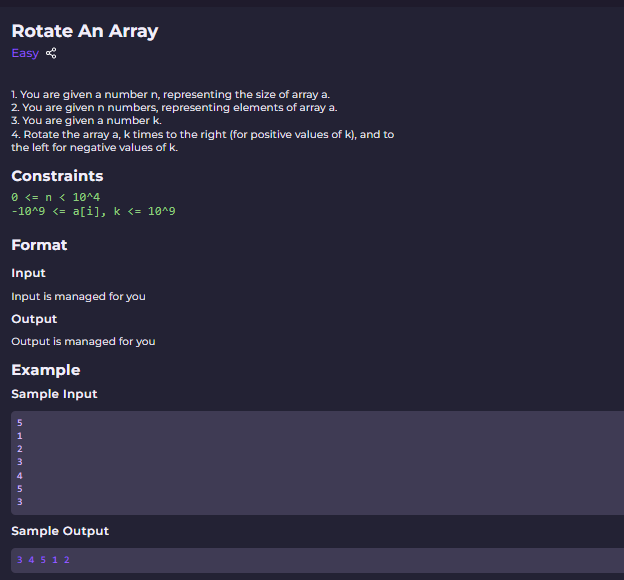 Rotate An Array
Easy
1. You are given a number n, representing the size of array a.
2. You are given n numbers, representing elements of array a.
3. You are given a number k.
4. Rotate the array a, k times to the right (for positive values of k), and to
the left for negative values of k.
Constraints
0 <= n < 10^4
-10^9 <= a[i], k <= 10^9
Format
Input
Input is managed for you
Output
Output is managed for you
Example
Sample Input
5
1
2
3
4
5
3
Sample Output
3 4 5 1 2